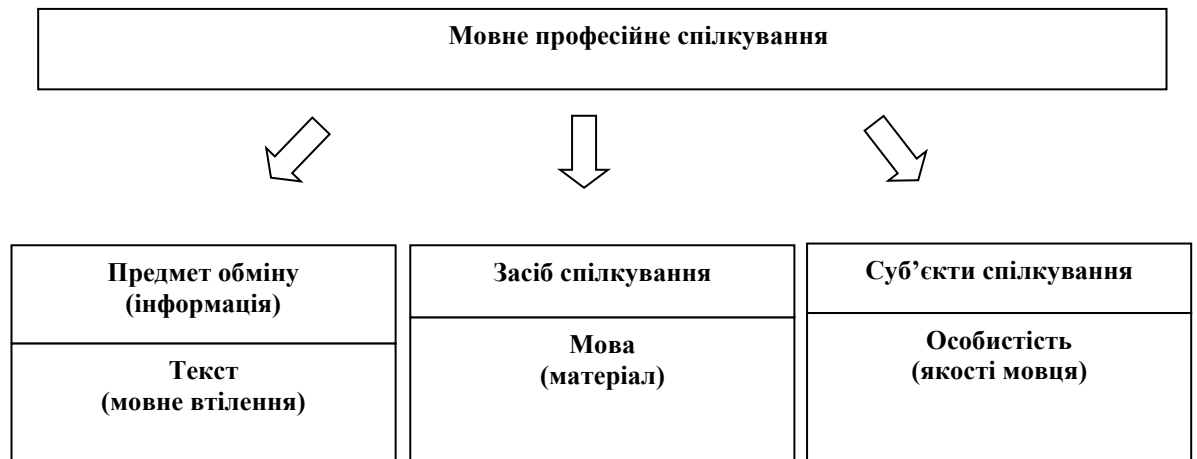 Мовне професійне спілкування
Предмет обміну
(інформація)
Текст
(мовне втілення)
Засіб спілкування
Мова
(матеріал)
Суб’єкти спілкування
Особистість
(якості мовця)